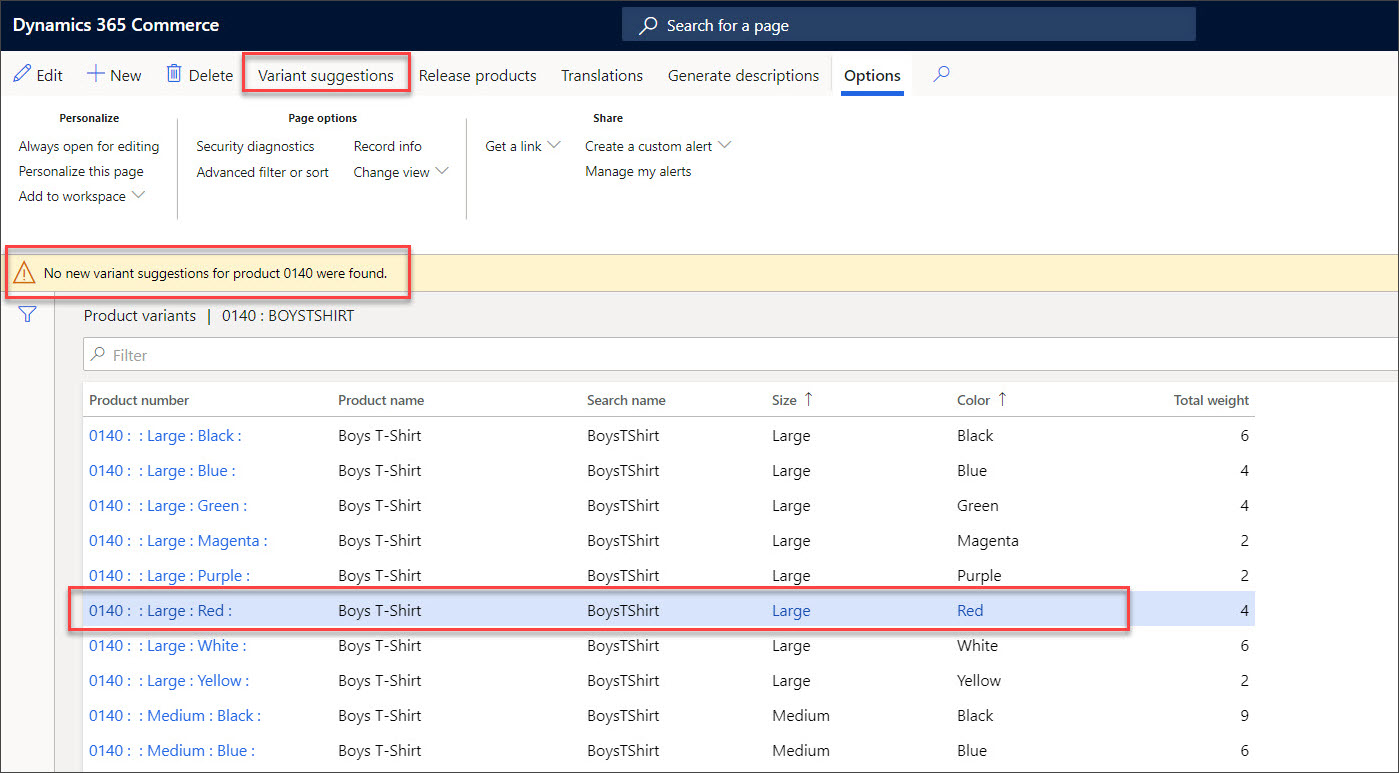 Dynamics 365 Commerce
Search for a page
Edit New Delete Variant suggestions Release products Translations Generate descriptions Options
Personalize Page options Share
Always open for editing Security diagnostics Record info Get a link Create a custom alert
Personalize this page Advanced filter or sort Change view Manage my alerts
Add to workspace
No new variant suggestions for product 0140 were found.
Product variants | 0140 : BOYSTSHIRT
Filter
Product number Product name Search name Size ↑ Color ↑ Total weight
0140 : : Large : Black : Boys T-Shirt BoysTShirt Large Black 6
0140 : : Large : Blue : Boys T-Shirt BoysTShirt Large Blue 4
0140 : : Large : Green : Boys T-Shirt BoysTShirt Large Green 4
0140 : : Large : Magenta : Boys T-Shirt BoysTShirt Large Magenta 2
0140 : : Large : Purple : Boys T-Shirt BoysTShirt Large Purple 2
0140 : : Large : Red : Boys T-Shirt BoysTShirt Large Red 4
0140 : : Large : White : Boys T-Shirt BoysTShirt Large White 6
0140 : : Large : Yellow : Boys T-Shirt BoysTShirt Large Yellow 2
0140 : : Medium : Black : Boys T-Shirt BoysTShirt Medium Black 9
0140 : : Medium : Blue : Boys T-Shirt BoysTShirt Medium Blue 6